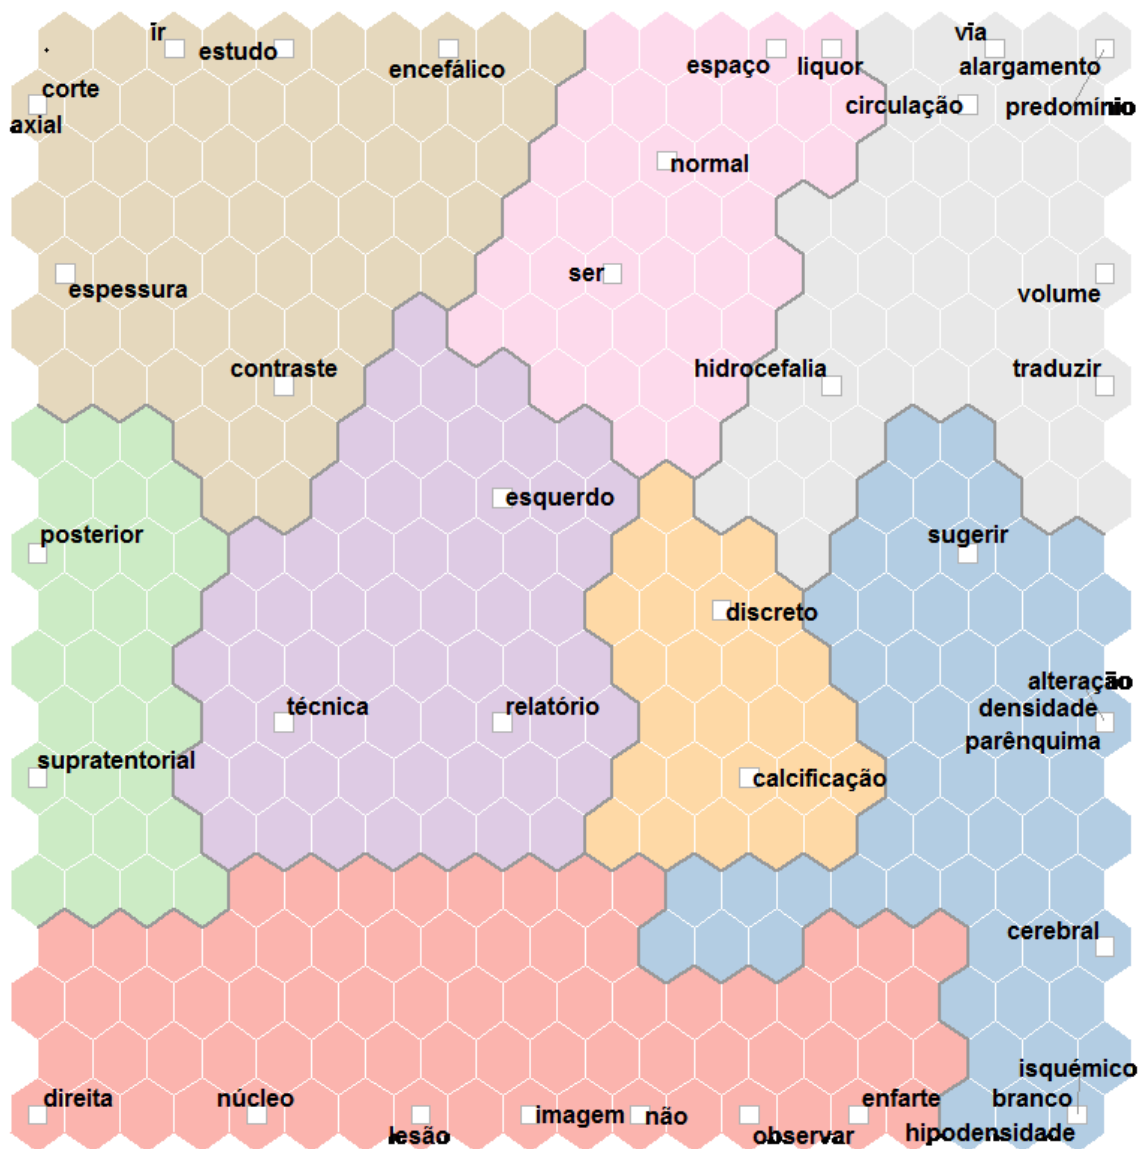 ir
estudo
encefálico
espaço
liquor
via
alargamento
predomínio
circulação
corte
axial
normal
ser
espessura
volume
contraste
hidrocefalia
traduzir
esquerdo
posterior
sugerir
discreto
alteração
densidade
parênquima
técnica
relatório
supratentorial
calcificação
cerebral
isquémico
branco
hipodensidade
direita
núcleo
lesão
imagem
não
observar
enfarte